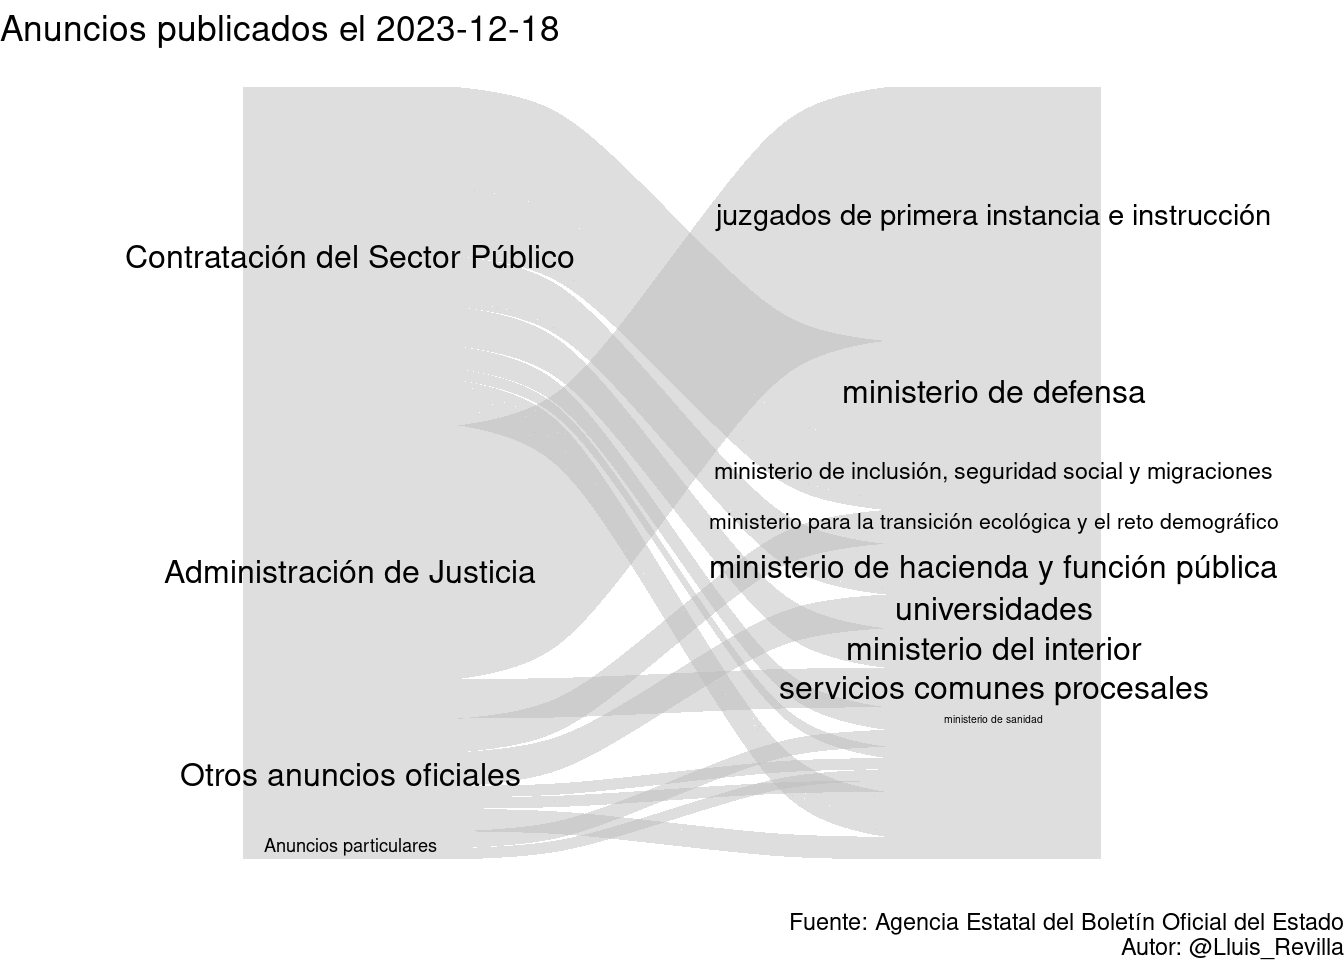 Anuncios publicados el 2023-12-18
juzgados de primera instancia e instrucción
Contratación del Sector Público
ministerio de defensa
ministerio de inclusión, seguridad social y migraciones
ministerio para la transición ecológica y el reto demográfico
Administración de Justicia
ministerio de hacienda y función pública
universidades
ministerio del interior
servicios comunes procesales
ministerio de sanidad
Otros anuncios oficiales
Anuncios particulares
Fuente: Agencia Estatal del Boletín Oficial del Estado
Autor: @Lluis_Revilla